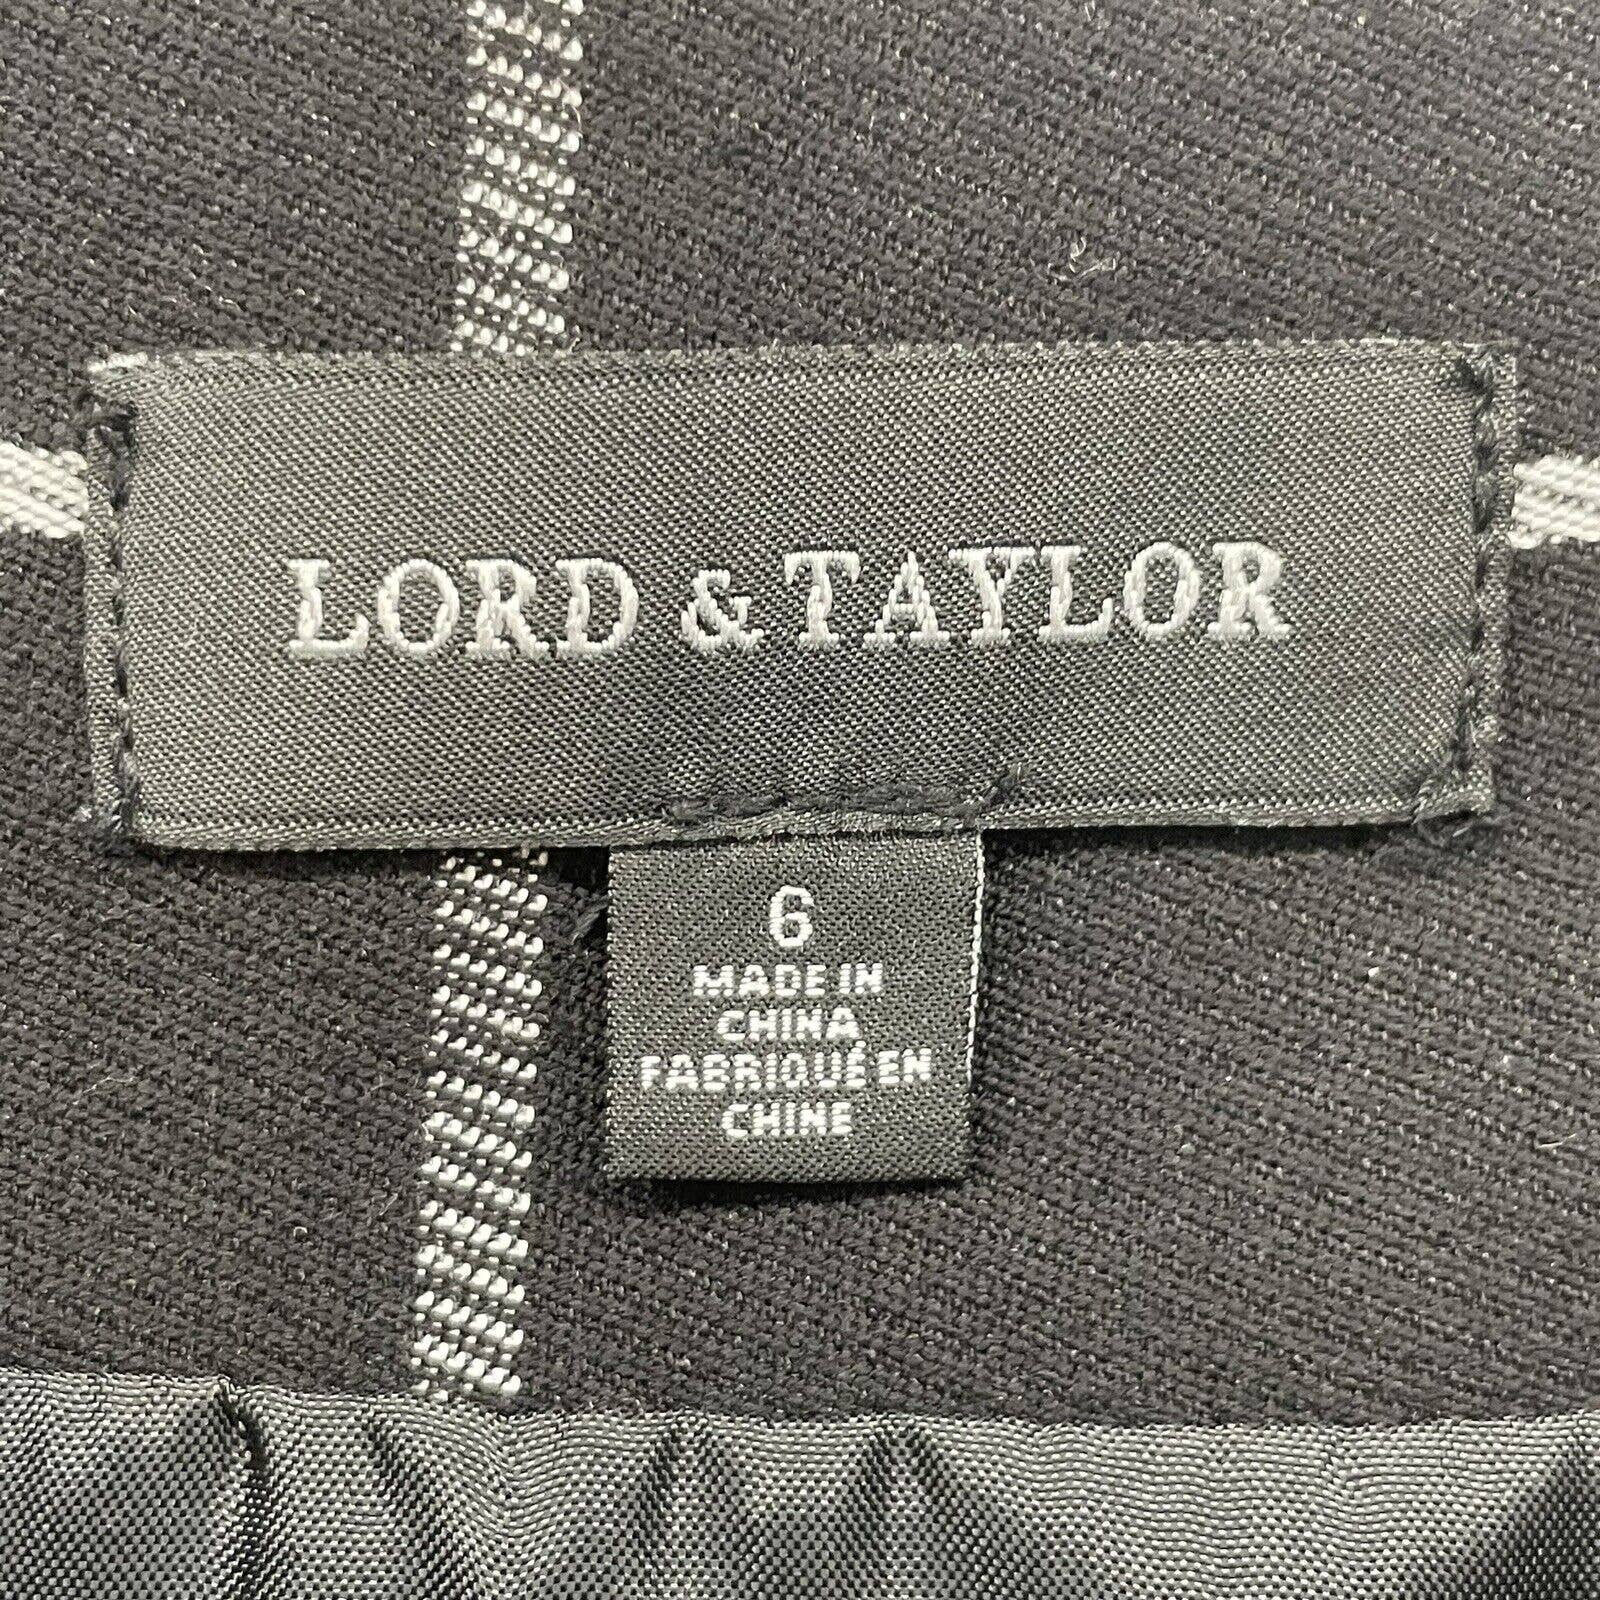 LORD & TAYLOR
6
MADE IN
CHINA
FABRIQUÉ EN
CHINE